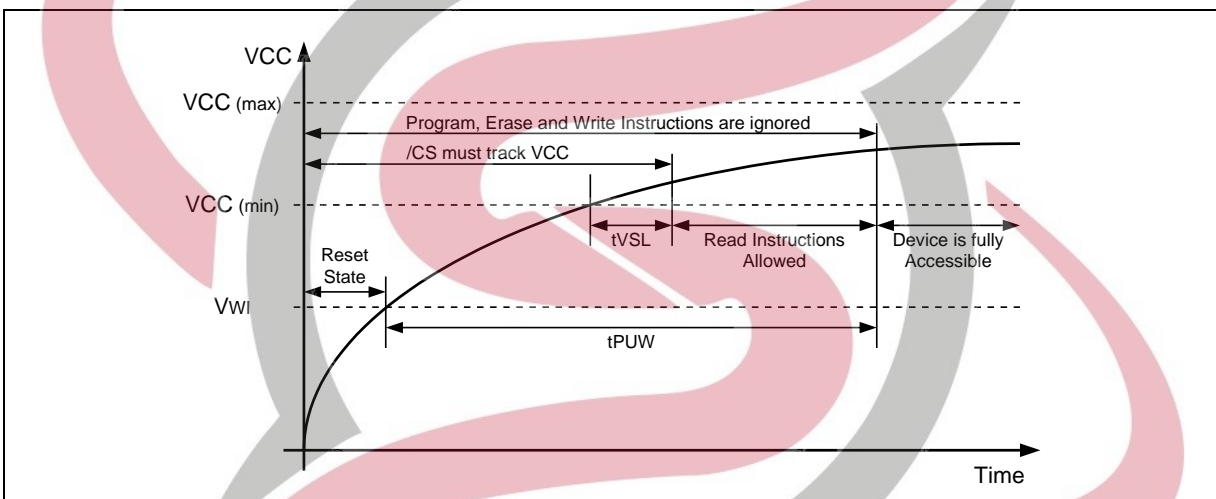 VCC
VCC (max)
Program, Erase and Write Instructions are ignored
/CS must track VCC
VCC (min)
tVSL
Read Instructions
Allowed
Device is fully
Accessible
Reset
State
VWI
tPUW
Time